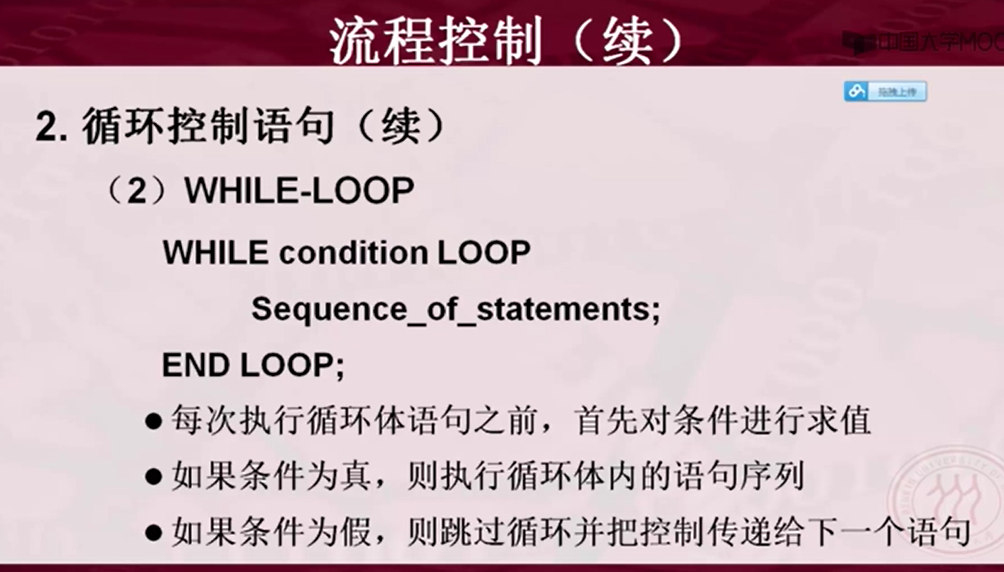 流程控制（续）
中国大学MOO
拖拽上传
2. 循环控制语句（续）
（2）WHILE-LOOP
WHILE condition LOOP
Sequence_of_statements;
END LOOP;
●每次执行循环体语句之前，首先对条件进行求值
●如果条件为真，则执行循环体内的语句序列
●如果条件为假，则跳过循环并把控制传递给下一个语句